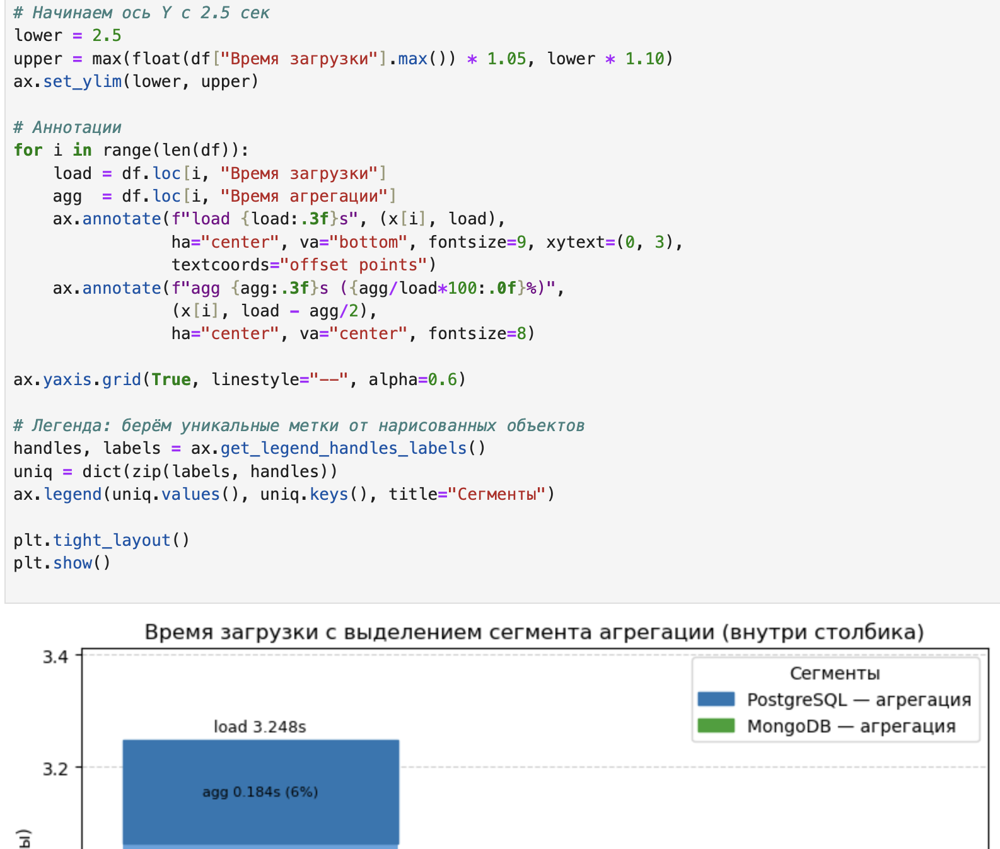 # Начинаем ось Y с 2.5 сек
lower = 2.5
upper = max(float(df["Время загрузки"].max()) * 1.05, lower * 1.10)
ax.set_ylim(lower, upper)
# Аннотации
for i in range(len(df)):
    load = df.loc[i, "Время загрузки"]
    agg  = df.loc[i, "Время агрегации"]
    ax.annotate(f"load {load:.3f}s", (x[i], load),
                ha="center", va="bottom", fontsize=9, xytext=(0, 3),
                textcoords="offset points")
    ax.annotate(f"agg {agg:.3f}s ({agg/load*100:.0f}%)",
                (x[i], load - agg/2),
                ha="center", va="center", fontsize=8)
ax.yaxis.grid(True, linestyle="--", alpha=0.6)
# Легенда: берём уникальные метки от нарисованных объектов
handles, labels = ax.get_legend_handles_labels()
uniq = dict(zip(labels, handles))
ax.legend(uniq.values(), uniq.keys(), title="Сегменты")
plt.tight_layout()
plt.show()
Время загрузки с выделением сегмента агрегации (внутри столбика)
3.4
Сегменты
PostgreSQL — агрегация
MongoDB — агрегация
load 3.248s
3.2
agg 0.184s (6%)
ы)